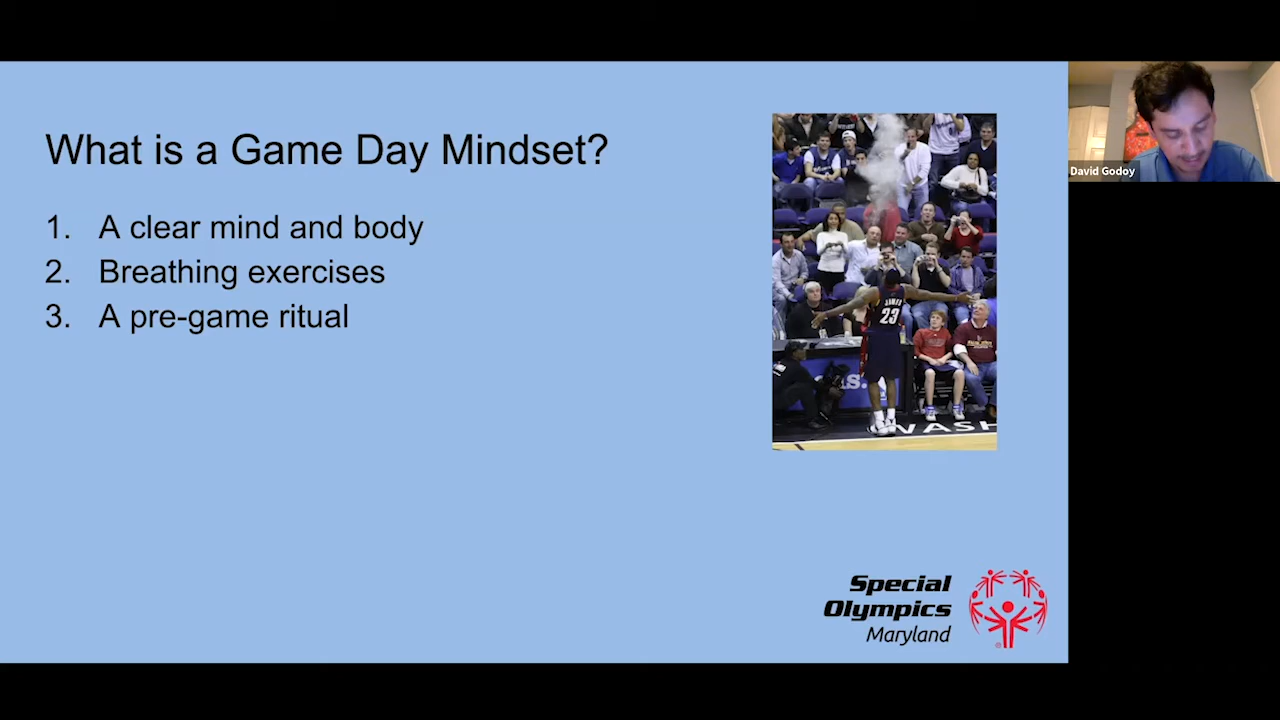 What is a Game Day Mindset?
1. A clear mind and body
2. Breathing exercises
3. A pre-game ritual
JAMES
23
WASH
David Godoy
Special
Olympics
Maryland